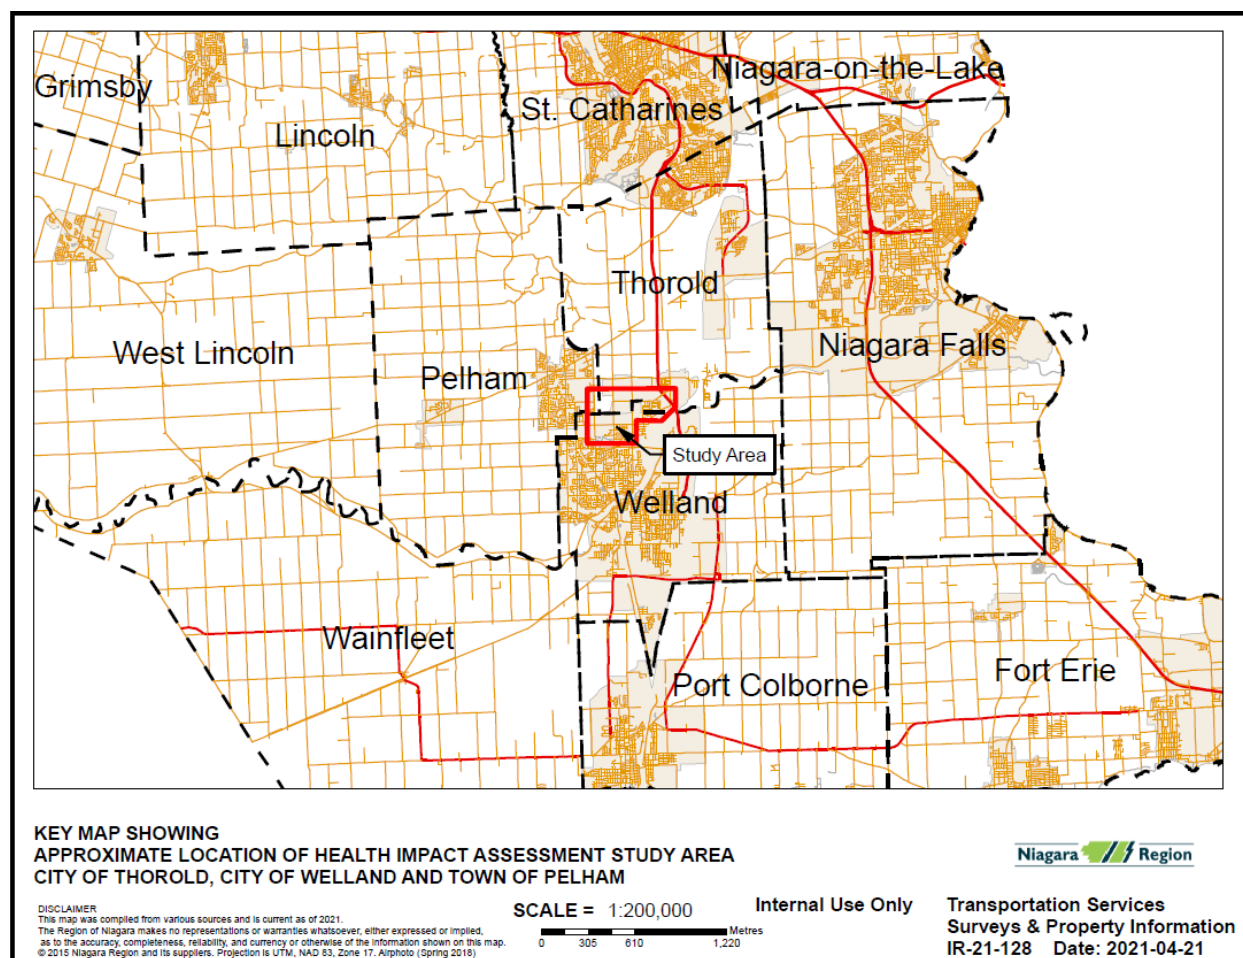 Niagara-on-the-Lake
Grimsby
St. Catharines
Lincoln
Thorold
West Lincoln
Niagara Falls
Pelham
Study Area
Welland
Wainfleet
Fort Erie
Port Colborne
KEY MAP SHOWING
APPROXIMATE LOCATION OF HEALTH IMPACT ASSESSMENT STUDY AREA
CITY OF THOROLD, CITY OF WELLAND AND TOWN OF PELHAM
Niagara Region
DISCLAIMER
This map was compiled from various sources and is current as of 2021.
The Region of Niagara makes no representations or warranties whatsoever, either expressed or implied,
as to the accuracy, completeness, reliability, and currency or otherwise of the information shown on this map.
© 2015 Niagara Region and its suppliers. Projection is UTM, NAD 83, Zone 17. Airphoto (Spring 2018)
SCALE = 1:200,000
Metres
0 305 610 1,220
Internal Use Only
Transportation Services
Surveys & Property Information
IR-21-128 Date: 2021-04-21